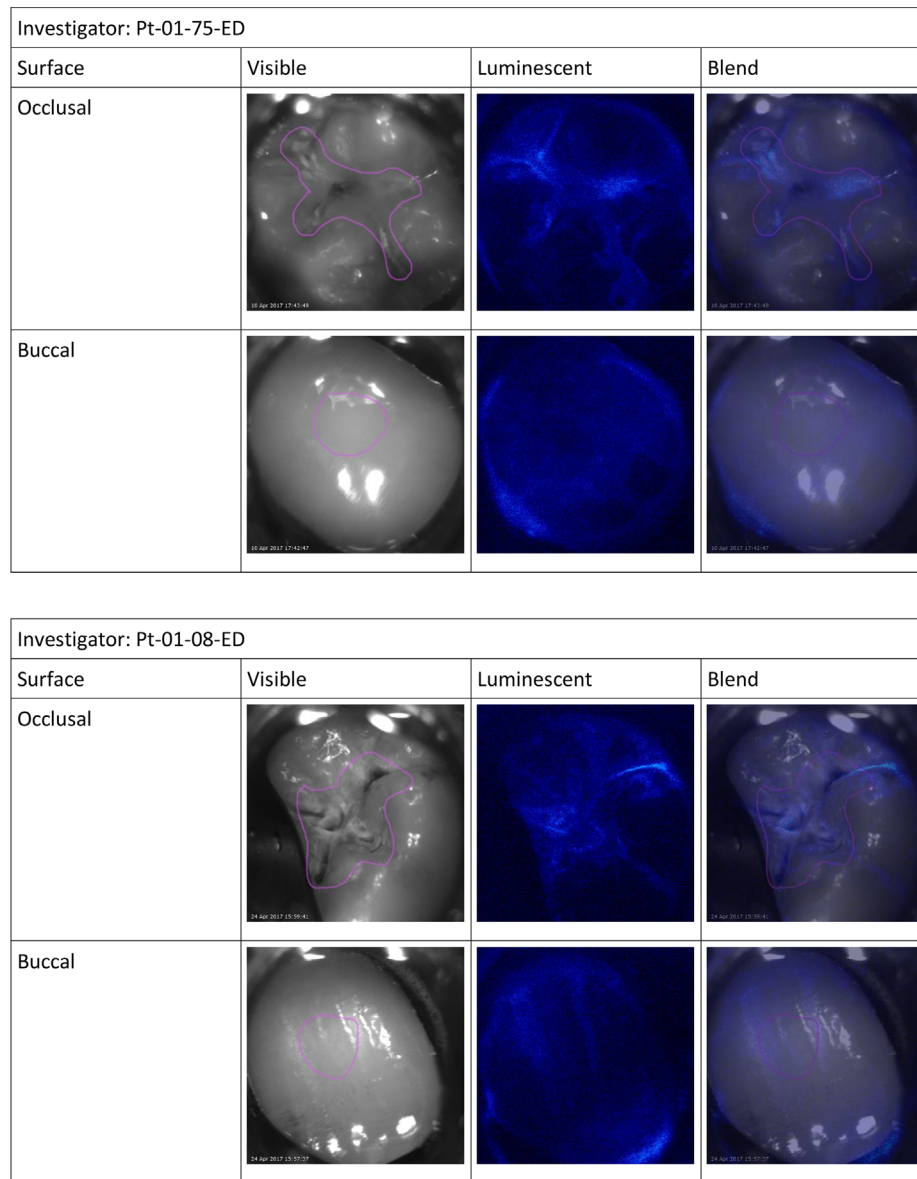 Investigator: Pt-01-75-ED
Surface Visible Luminescent Blend
Occlusal
10 Apr 2017 17:43:49 10 Apr 2017 17:43:49
Buccal
10 Apr 2017 17:42:47 10 Apr 2017 17:42:47
Investigator: Pt-01-08-ED
Surface Visible Luminescent Blend
Occlusal
24 Apr 2017 15:59:41 24 Apr 2017 15:59:41
Buccal
24 Apr 2017 15:57:37 24 Apr 2017 15:57:37